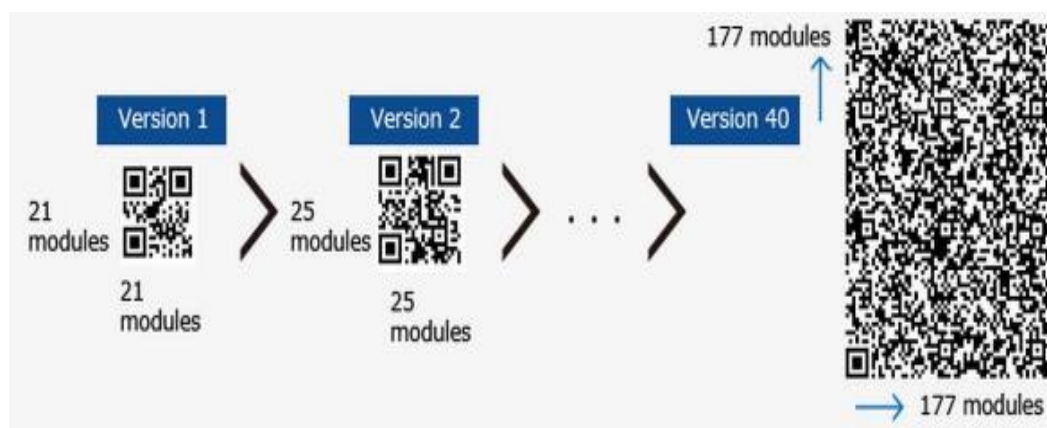 177 modules
Version 1
Version 2
Version 40
21
modules
25
modules
. . .
21
modules
25
modules
177 modules